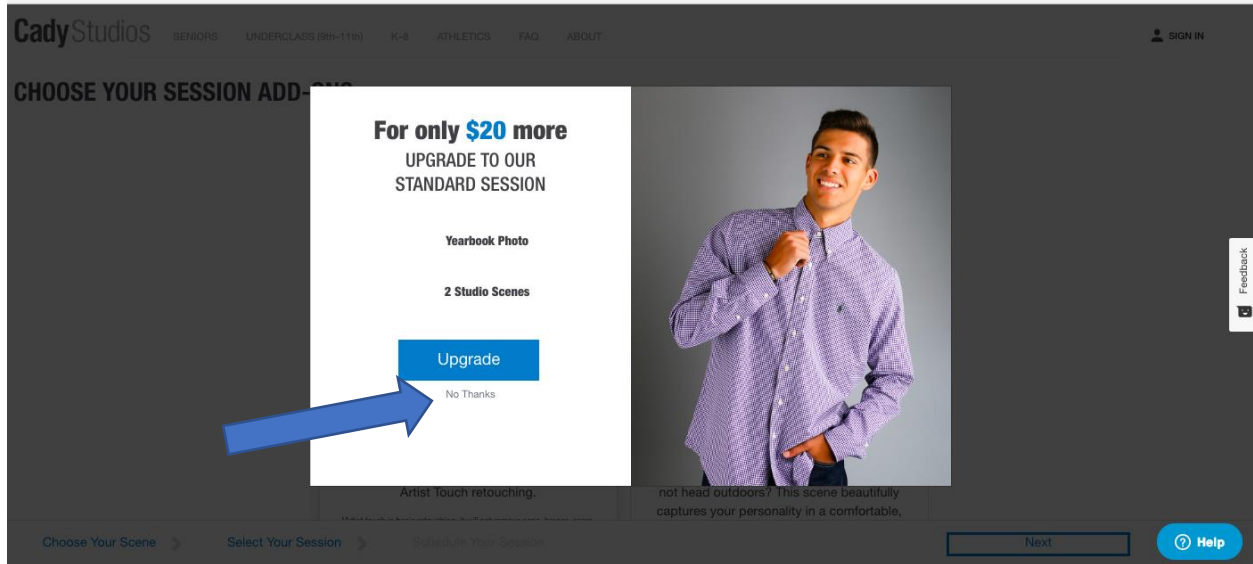 CadyStudios SENIORS UNDERCLASS (9th-11th) K-8 ATHLETICS FAQ ABOUT SIGN IN
CHOOSE YOUR SESSION ADD-ONS
For only $20 more
UPGRADE TO OUR
STANDARD SESSION
Yearbook Photo
2 Studio Scenes
Upgrade
No Thanks
Feedback
Artist Touch retouching.
not head outdoors? This scene beautifully
captures your personality in a comfortable,
Choose Your Scene Select Your Session Schedule Your Session Next Help